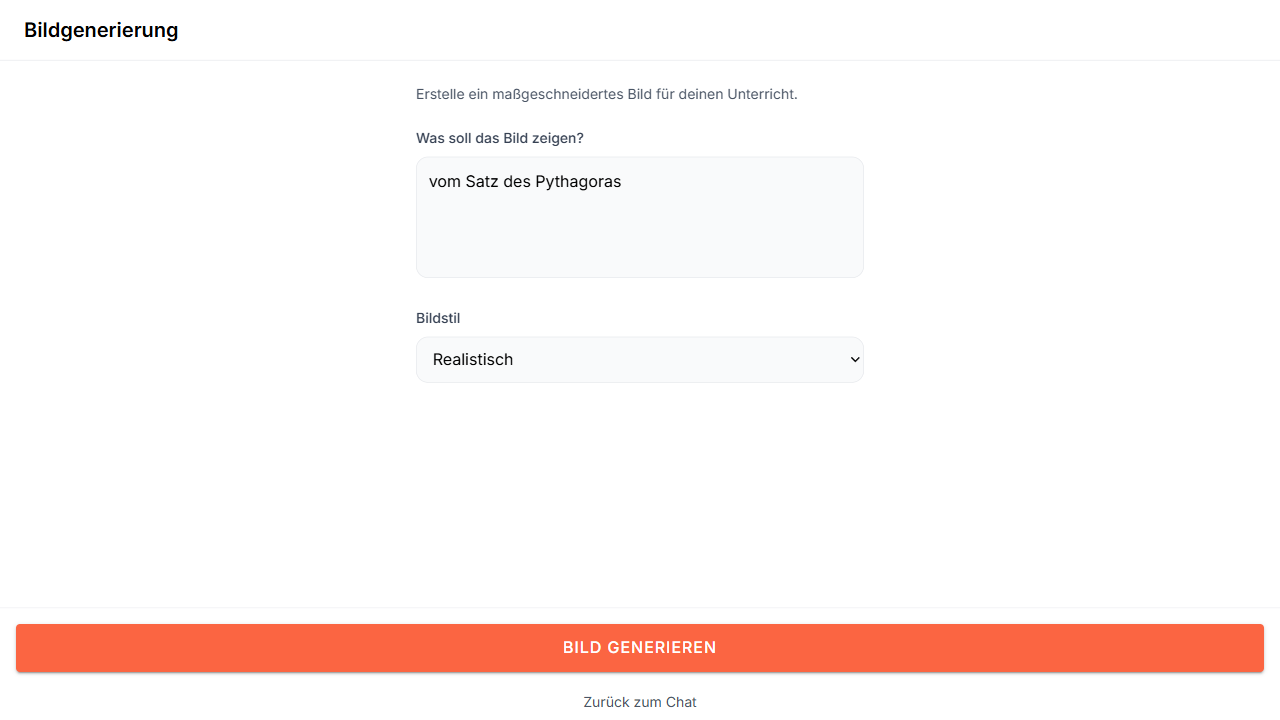 Bildgenerierung
Erstelle ein maßgeschneidertes Bild für deinen Unterricht.
Was soll das Bild zeigen?
vom Satz des Pythagoras
Bildstil
Realistisch
BILD GENERIEREN
Zurück zum Chat